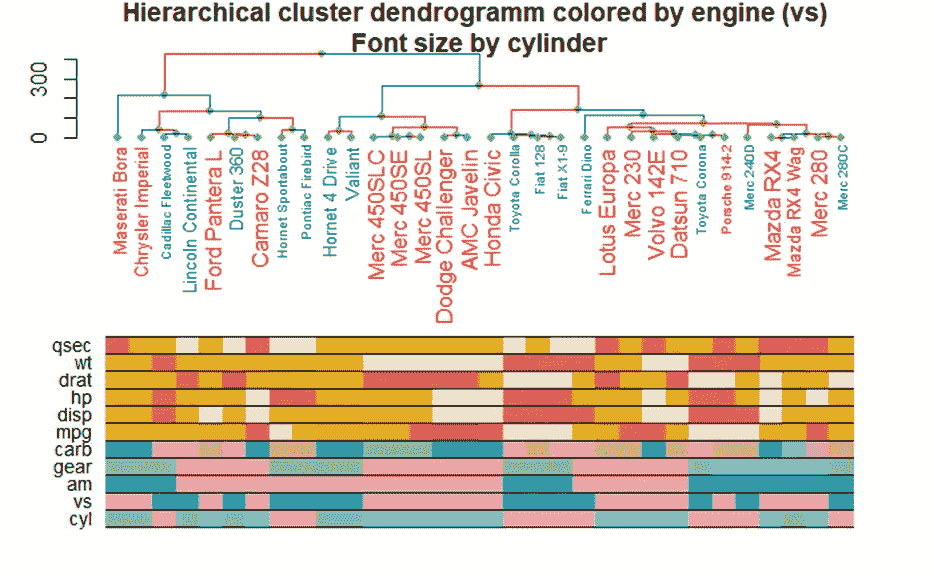 Hierarchical cluster dendrogramm colored by engine (vs)
Font size by cylinder
300
0
Maserati Bora
Chrysler Imperial
Cadillac Fleetwood
Lincoln Continental
Ford Pantera L
Duster 360
Camaro Z28
Hornet Sportabout
Pontiac Firebird
Hornet 4 Drive
Valiant
Merc 450SLC
Merc 450SE
Merc 450SL
Dodge Challenger
AMC Javelin
Honda Civic
Toyota Corolla
Fiat 128
Fiat X1-9
Ferrari Dino
Lotus Europa
Merc 230
Volvo 142E
Datsun 710
Toyota Corona
Porsche 914-2
Merc 240D
Mazda RX4
Mazda RX4 Wag
Merc 280
Merc 280C
qsec
wt
drat
hp
disp
mpg
carb
gear
am
vs
cyl